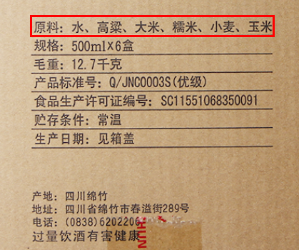 原料：水、高粱、大米、糯米、小麦、玉米
规格：500ml×6盒
毛重：12.7千克
产品标准号：Q/JNC0003S(优级)
食品生产许可证编号：SC11551068350091
贮存条件：常温
生产日期：见箱盖
产地：四川绵竹
地址：四川省绵竹市春溢街289号
电话：(0838)6202206
过量饮酒有害健康